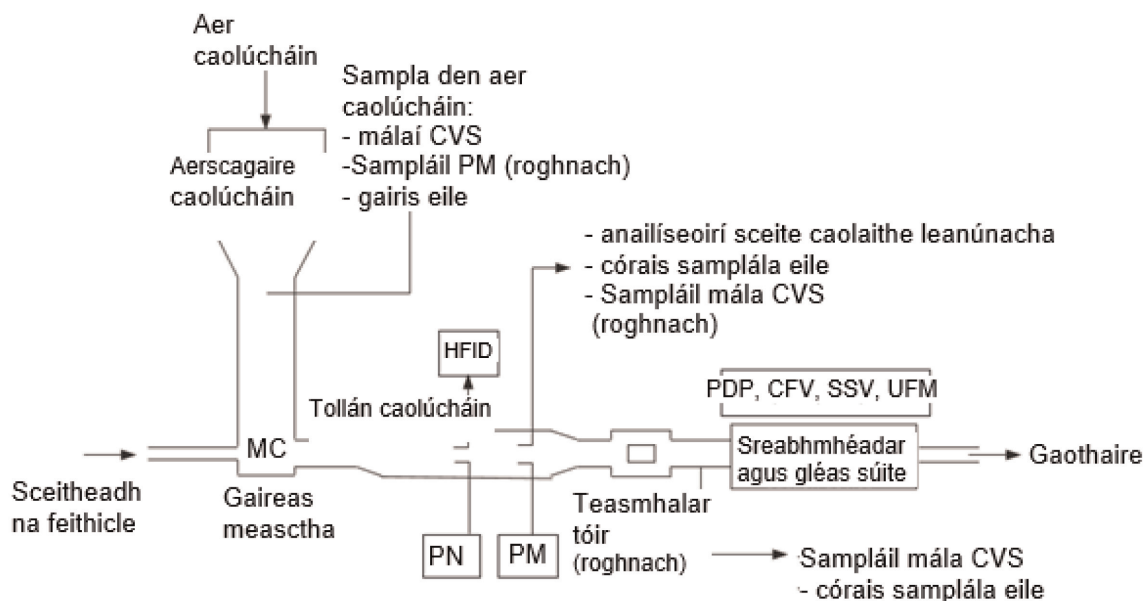 Aer
caolúcháin
Sampla den aer
caolúcháin:
- málaí CVS
-Sampláil PM (roghnach)
- gairis eile
Aerscagaire
caolúcháin
- anailíseoirí sceite caolaithe leanúnacha
- córais samplála eile
- Sampláil mála CVS
(roghnach)
HFID
Tollán caolúcháin
PDP, CFV, SSV, UFM
MC
Sreabhmhéadar
agus gléas súite
Gaothaire
Sceitheadh
na feithicle
Gaireas
measctha
PN
PM
Teasmhalar
tóir
(roghnach)
Sampláil mála CVS
- córais samplála eile